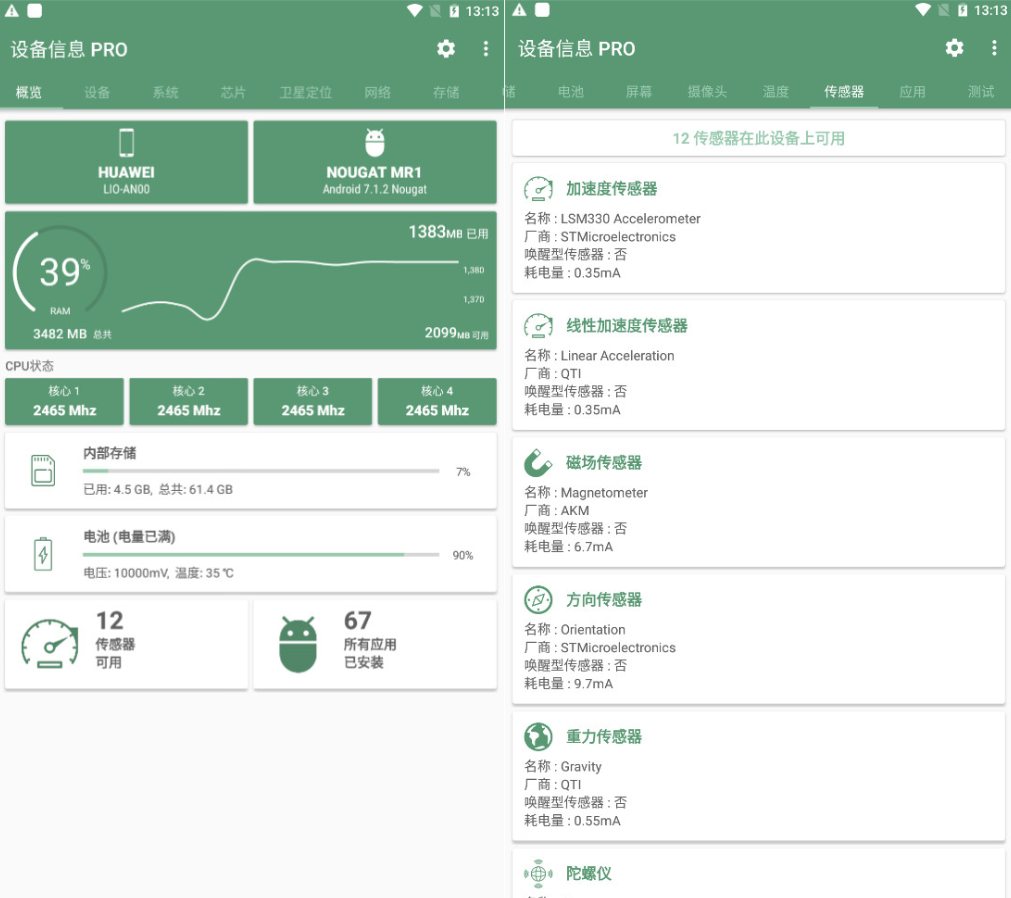 13:13
设备信息 PRO
概览 设备 系统 芯片 卫星定位 网络 存储
HUAWEI
LIO-AN00
NOUGAT MR1
Android 7.1.2 Nougat
1383MB 已用
39%
RAM
1,380
1,370
3482 MB 总共
2099MB 可用
CPU状态
核心 1
2465 Mhz
核心 2
2465 Mhz
核心 3
2465 Mhz
核心 4
2465 Mhz
内部存储
7%
已用: 4.5 GB, 总共: 61.4 GB
电池 (电量已满)
90%
电压: 10000mV, 温度: 35 ℃
12
传感器
可用
67
所有应用
已安装
13:13
设备信息 PRO
储 电池 屏幕 摄像头 温度 传感器 应用 测试
12 传感器在此设备上可用
加速度传感器
名称 : LSM330 Accelerometer
厂商 : STMicroelectronics
唤醒型传感器 : 否
耗电量 : 0.35mA
线性加速度传感器
名称 : Linear Acceleration
厂商 : QTI
唤醒型传感器 : 否
耗电量 : 0.35mA
磁场传感器
名称 : Magnetometer
厂商 : AKM
唤醒型传感器 : 否
耗电量 : 6.7mA
方向传感器
名称 : Orientation
厂商 : STMicroelectronics
唤醒型传感器 : 否
耗电量 : 9.7mA
重力传感器
名称 : Gravity
厂商 : QTI
唤醒型传感器 : 否
耗电量 : 0.55mA
陀螺仪